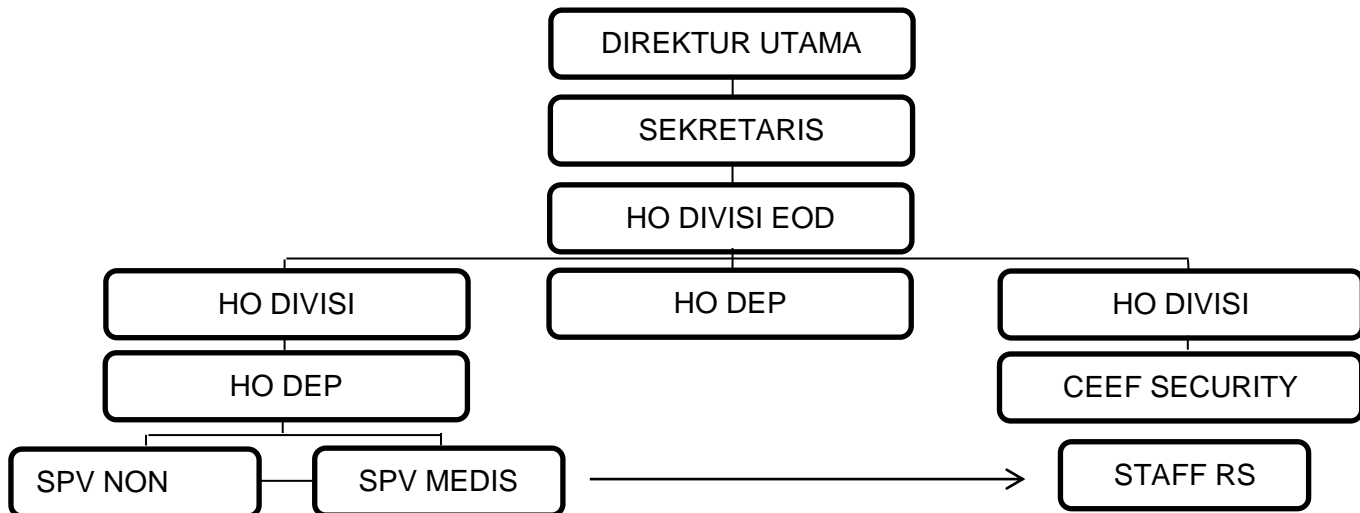 DIREKTUR UTAMA
SEKRETARIS
HO DIVISI EOD
HO DIVISI
HO DEP
HO DIVISI
HO DEP
CEEF SECURITY
SPV NON
SPV MEDIS
STAFF RS